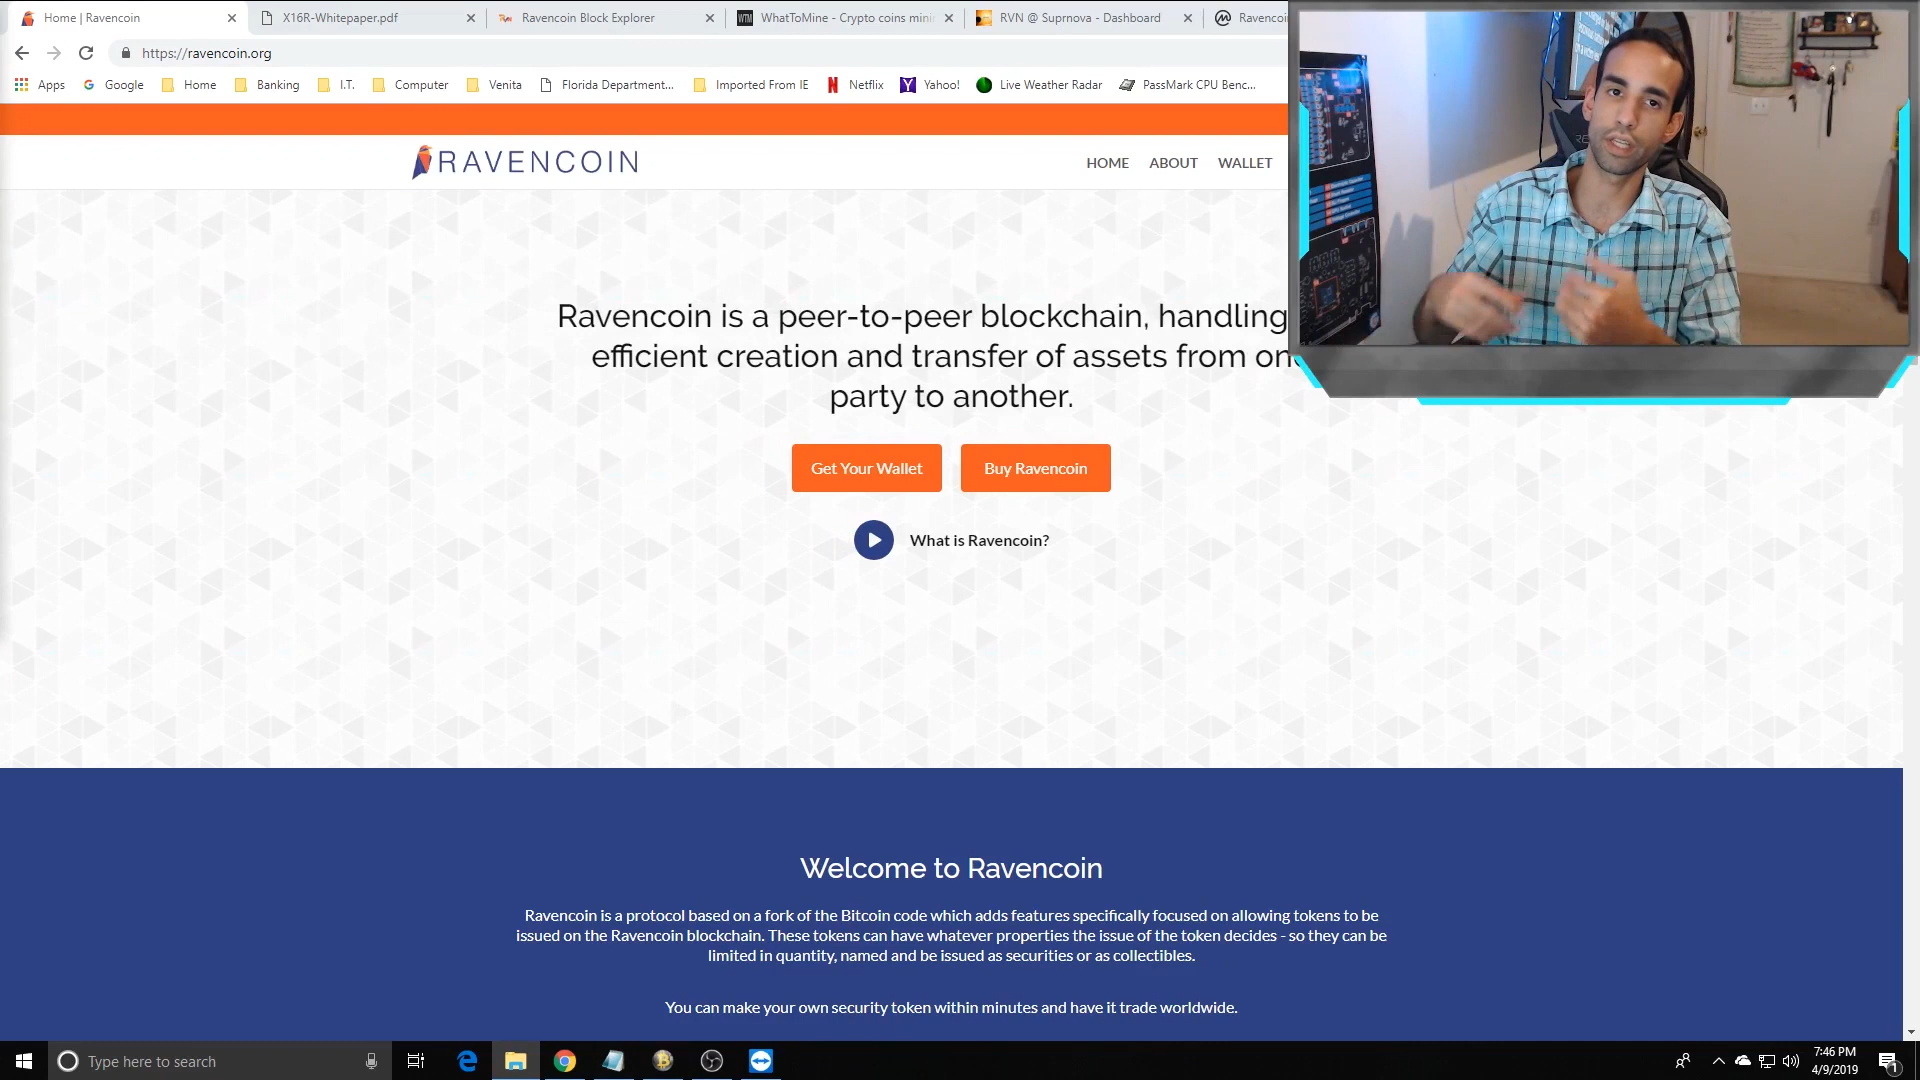 Home | Ravencoin
X16R-Whitepaper.pdf
Ravencoin Block Explorer
WTM
WhatToMine - Crypto coins mini
RVN @ Suprnova - Dashboard
Ravencoi
https://ravencoin.org
Apps
Google
Home
Banking
I.T.
Computer
Venita
Florida Department...
Imported From IE
Netflix
Yahoo!
Live Weather Radar
PassMark CPU Benc...
RAVENCOIN
HOME
ABOUT
WALLET
Ravencoin is a peer-to-peer blockchain, handling
efficient creation and transfer of assets from one
party to another.
Get Your Wallet
Buy Ravencoin
What is Ravencoin?
Welcome to Ravencoin
Ravencoin is a protocol based on a fork of the Bitcoin code which adds features specifically focused on allowing tokens to be
issued on the Ravencoin blockchain. These tokens can have whatever properties the issue of the token decides - so they can be
limited in quantity, named and be issued as securities or as collectibles.
You can make your own security token within minutes and have it trade worldwide.
Type here to search
7:46 PM
4/9/2019
1